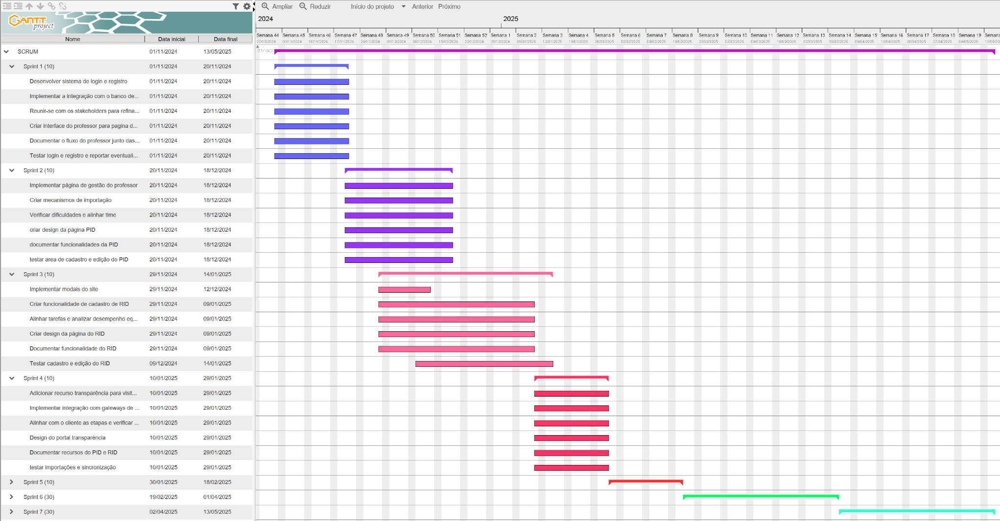 Ampliar Reduzir Início do projeto Anterior Próximo
GANTT project
2024 2025
Nome Data inicial Data final
Semana 44 Semana 45 Semana 46 Semana 47 Semana 48 Semana 49 Semana 50 Semana 51 Semana 52 Semana 1 Semana 2 Semana 3 Semana 4 Semana 5 Semana 6 Semana 7 Semana 8 Semana 9 Semana 10 Semana 11 Semana 12 Semana 13 Semana 14 Semana 15 Semana 16 Semana 17 Semana 18 Semana 19 Semana
27/10/2024 03/11/2024 10/11/2024 17/11/2024 24/11/2024 01/12/2024 08/12/2024 15/12/2024 22/12/2024 29/12/2024 05/01/2025 12/01/2025 19/01/2025 26/01/2025 02/02/2025 09/02/2025 16/02/2025 23/02/2025 02/03/2025 09/03/2025 16/03/2025 23/03/2025 30/03/2025 06/04/2025 13/04/2025 20/04/2025 27/04/2025 04/05/2025 11/05/20
SCRUM 01/11/2024 13/05/2025
Sprint 1 (10) 01/11/2024 20/11/2024
Desenvolver sistema de login e registro 01/11/2024 20/11/2024
Implementar a integração com o banco de... 01/11/2024 20/11/2024
Reunir-se com os stakeholders para refina... 01/11/2024 20/11/2024
Criar interface do professor para pagina d... 01/11/2024 20/11/2024
Documentar o fluxo do professor junto das... 01/11/2024 20/11/2024
Testar login e registro e reportar eventuali... 01/11/2024 20/11/2024
Sprint 2 (10) 20/11/2024 18/12/2024
Implementar página de gestão do professor 20/11/2024 18/12/2024
Criar mecanismos de importação 20/11/2024 18/12/2024
Verificar dificuldades e alinhar time 20/11/2024 18/12/2024
criar design da página PID 20/11/2024 18/12/2024
documentar funcionalidades da PID 20/11/2024 18/12/2024
testar area de cadastro e edição do PID 20/11/2024 18/12/2024
Sprint 3 (10) 29/11/2024 14/01/2025
Implementar modais do site 29/11/2024 12/12/2024
Criar funcionalidade de cadastro de RID 29/11/2024 09/01/2025
Alinhar tarefas e analizar desempenho eq... 29/11/2024 09/01/2025
Criar design da página do RID 29/11/2024 09/01/2025
Documentar funcionalidade do RID 29/11/2024 09/01/2025
Testar cadastro e edição do RID 09/12/2024 14/01/2025
Sprint 4 (10) 10/01/2025 29/01/2025
Adicionar recurso transparência para visit... 10/01/2025 29/01/2025
Implementar integração com gateways de ... 10/01/2025 29/01/2025
Alinhar com o cliente as etapas e verificar ... 10/01/2025 29/01/2025
Design do portal transparência 10/01/2025 29/01/2025
Documentar recursos do PID e RID 10/01/2025 29/01/2025
testar importações e sincronização 10/01/2025 29/01/2025
Sprint 5 (10) 30/01/2025 18/02/2025
Sprint 6 (30) 19/02/2025 01/04/2025
Sprint 7 (30) 02/04/2025 13/05/2025